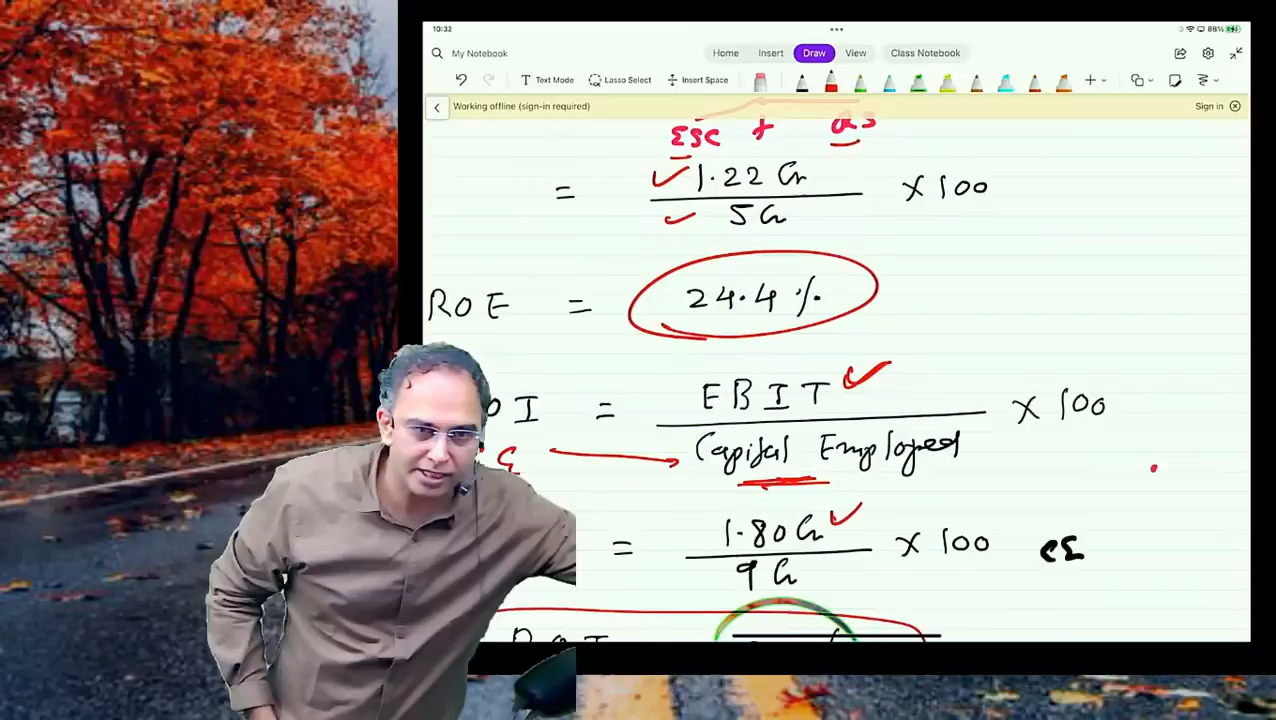 10:32
88%
My Notebook
Home Insert Draw View Class Notebook
Text Mode Lasso Select Insert Space
Working offline (sign-in required) Sign in
ESC + RS
= 1.22 Cr × 100
5 Cr
ROE = 24.4 %
OI = EBIT × 100
Capital Employed
= 1.80 Cr × 100 CE
9 Cr